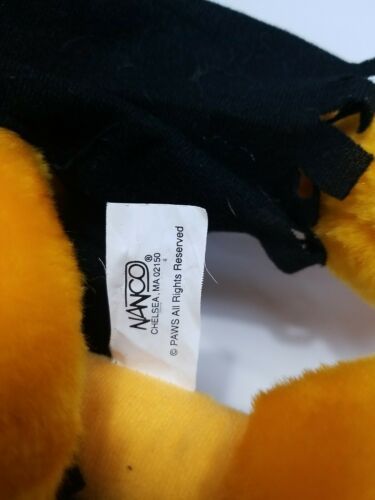 NANCO®
CHELSEA, MA 02150
© PAWS All Rights Reserved